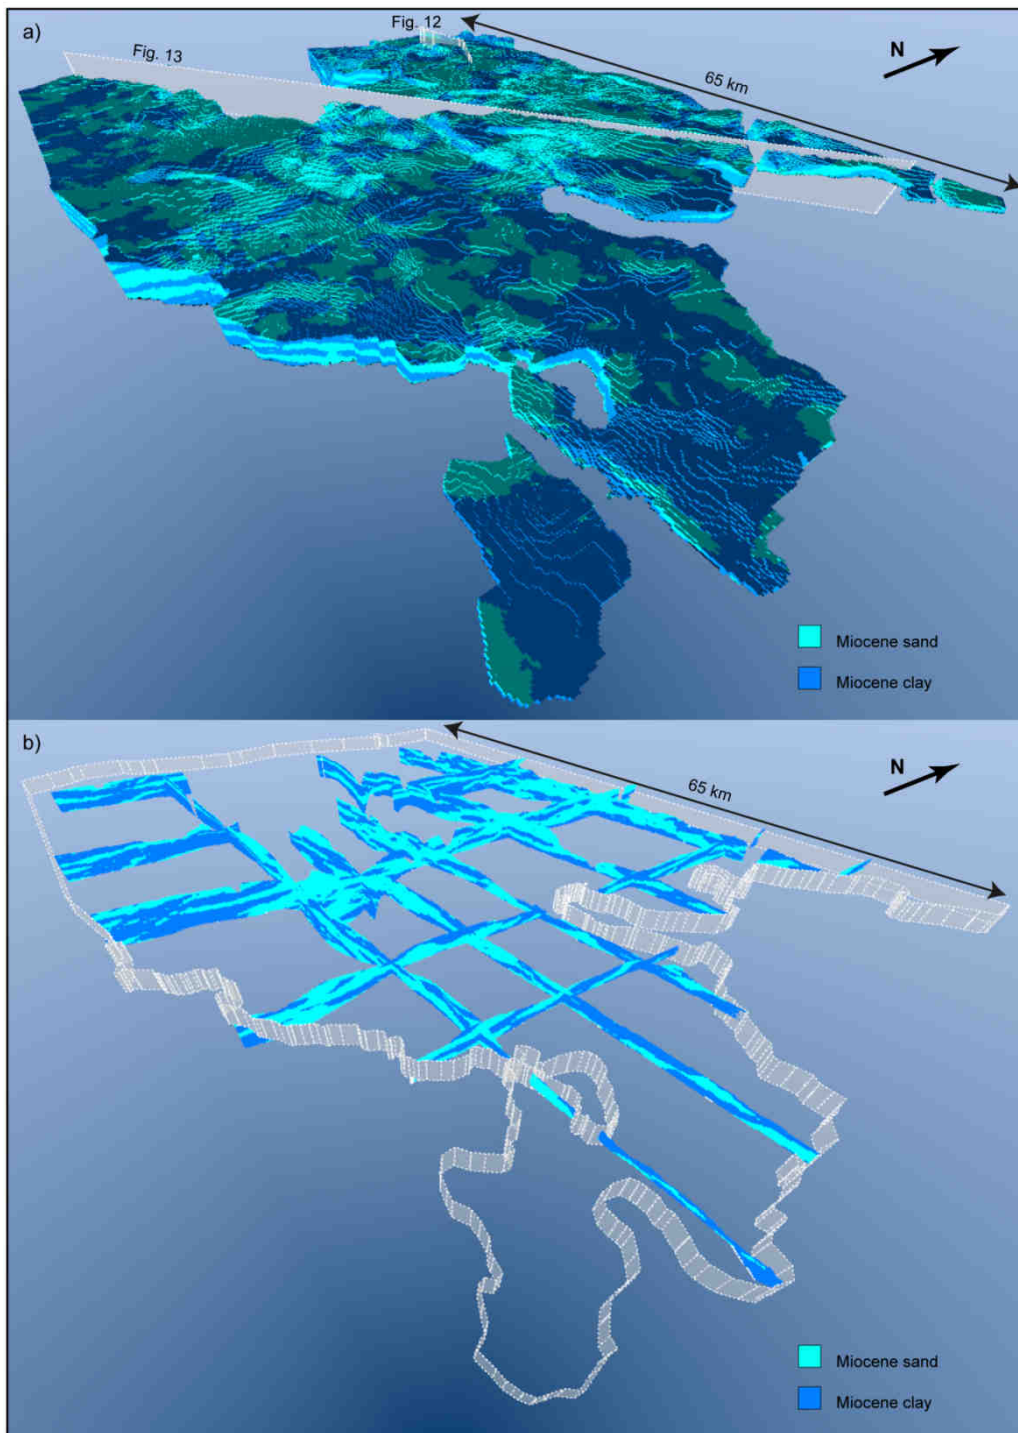 a)
Fig. 12
Fig. 13
N
65 km
Miocene sand
Miocene clay
b)
N
65 km
Miocene sand
Miocene clay